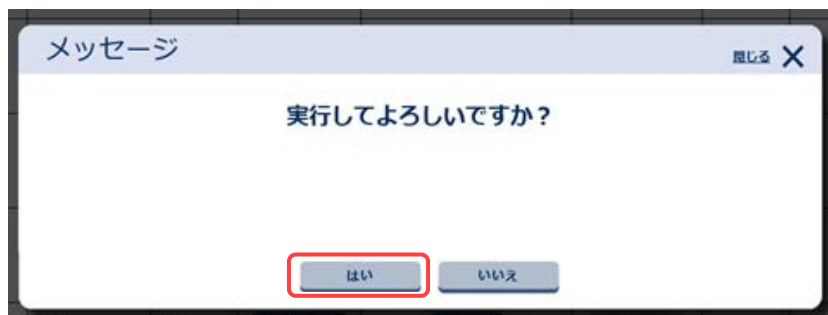 メッセージ
閉じる
実行してよろしいですか？
はい
いいえ